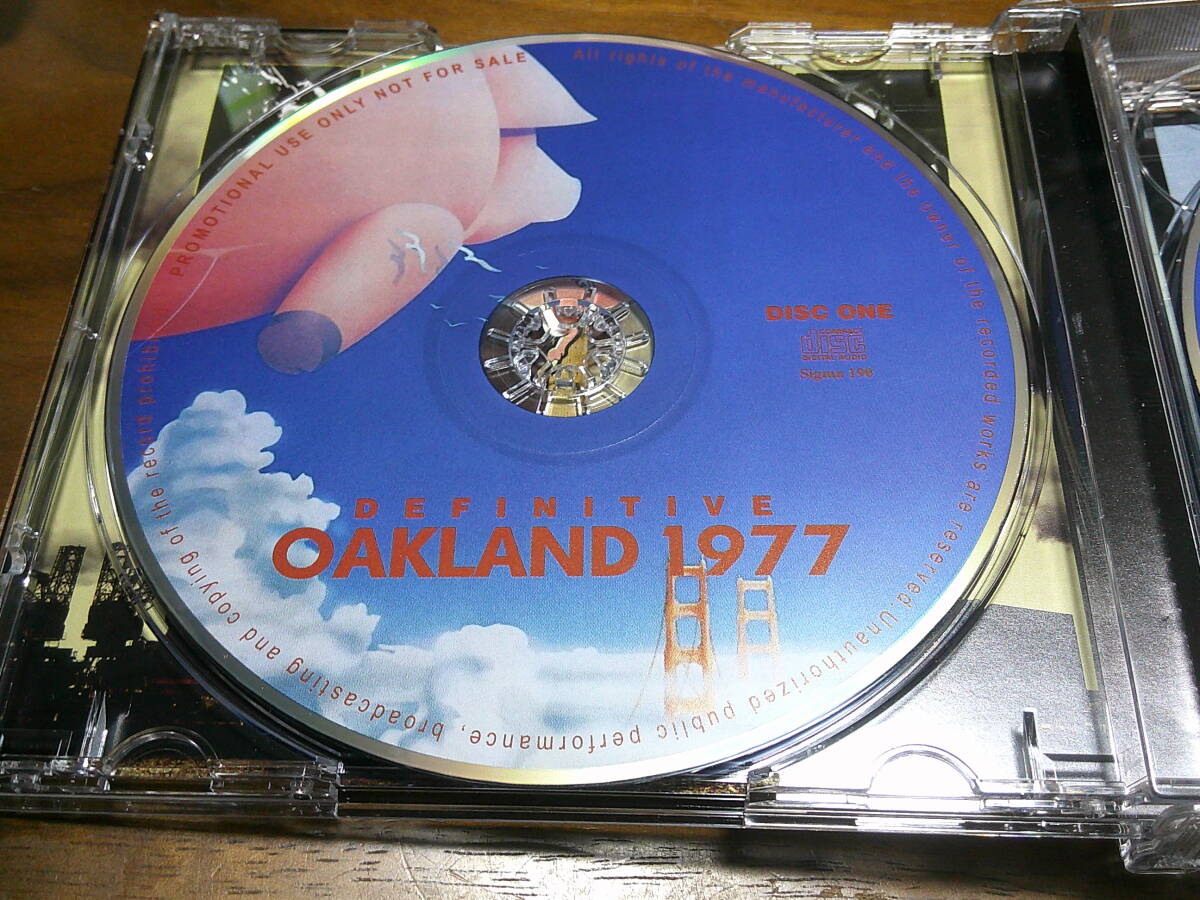 PROMOTIONAL USE ONLY NOT FOR SALE
All rights of the manufacturer and the owner of the recorded works are reserved. Unauthorized public performance, broadcasting and copying of the record prohibi
DISC ONE
COMPACT
DISC
DIGITAL AUDIO
Sigma 190
DEFINITIVE
OAKLAND 1977